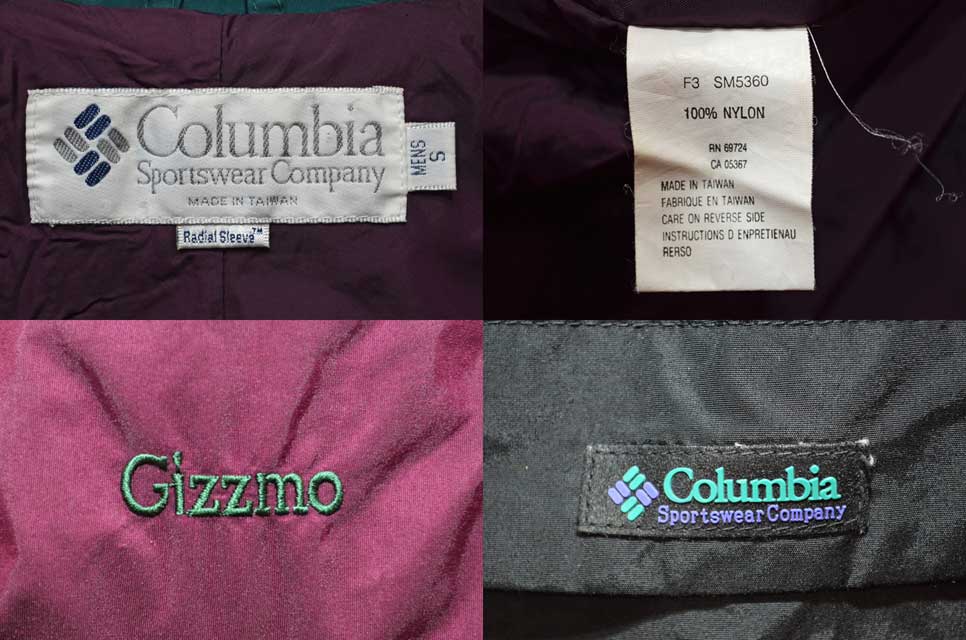 Columbia
Sportswear Company
MADE IN TAIWAN
MENS
S
Radial Sleeve™
F3 SM5360
100% NYLON
RN 69724
CA 05367
MADE IN TAIWAN
FABRIQUE EN TAIWAN
CARE ON REVERSE SIDE
INSTRUCTIONS D ENPRETIENAU
RERSO
Gizzmo
Columbia
Sportswear Company